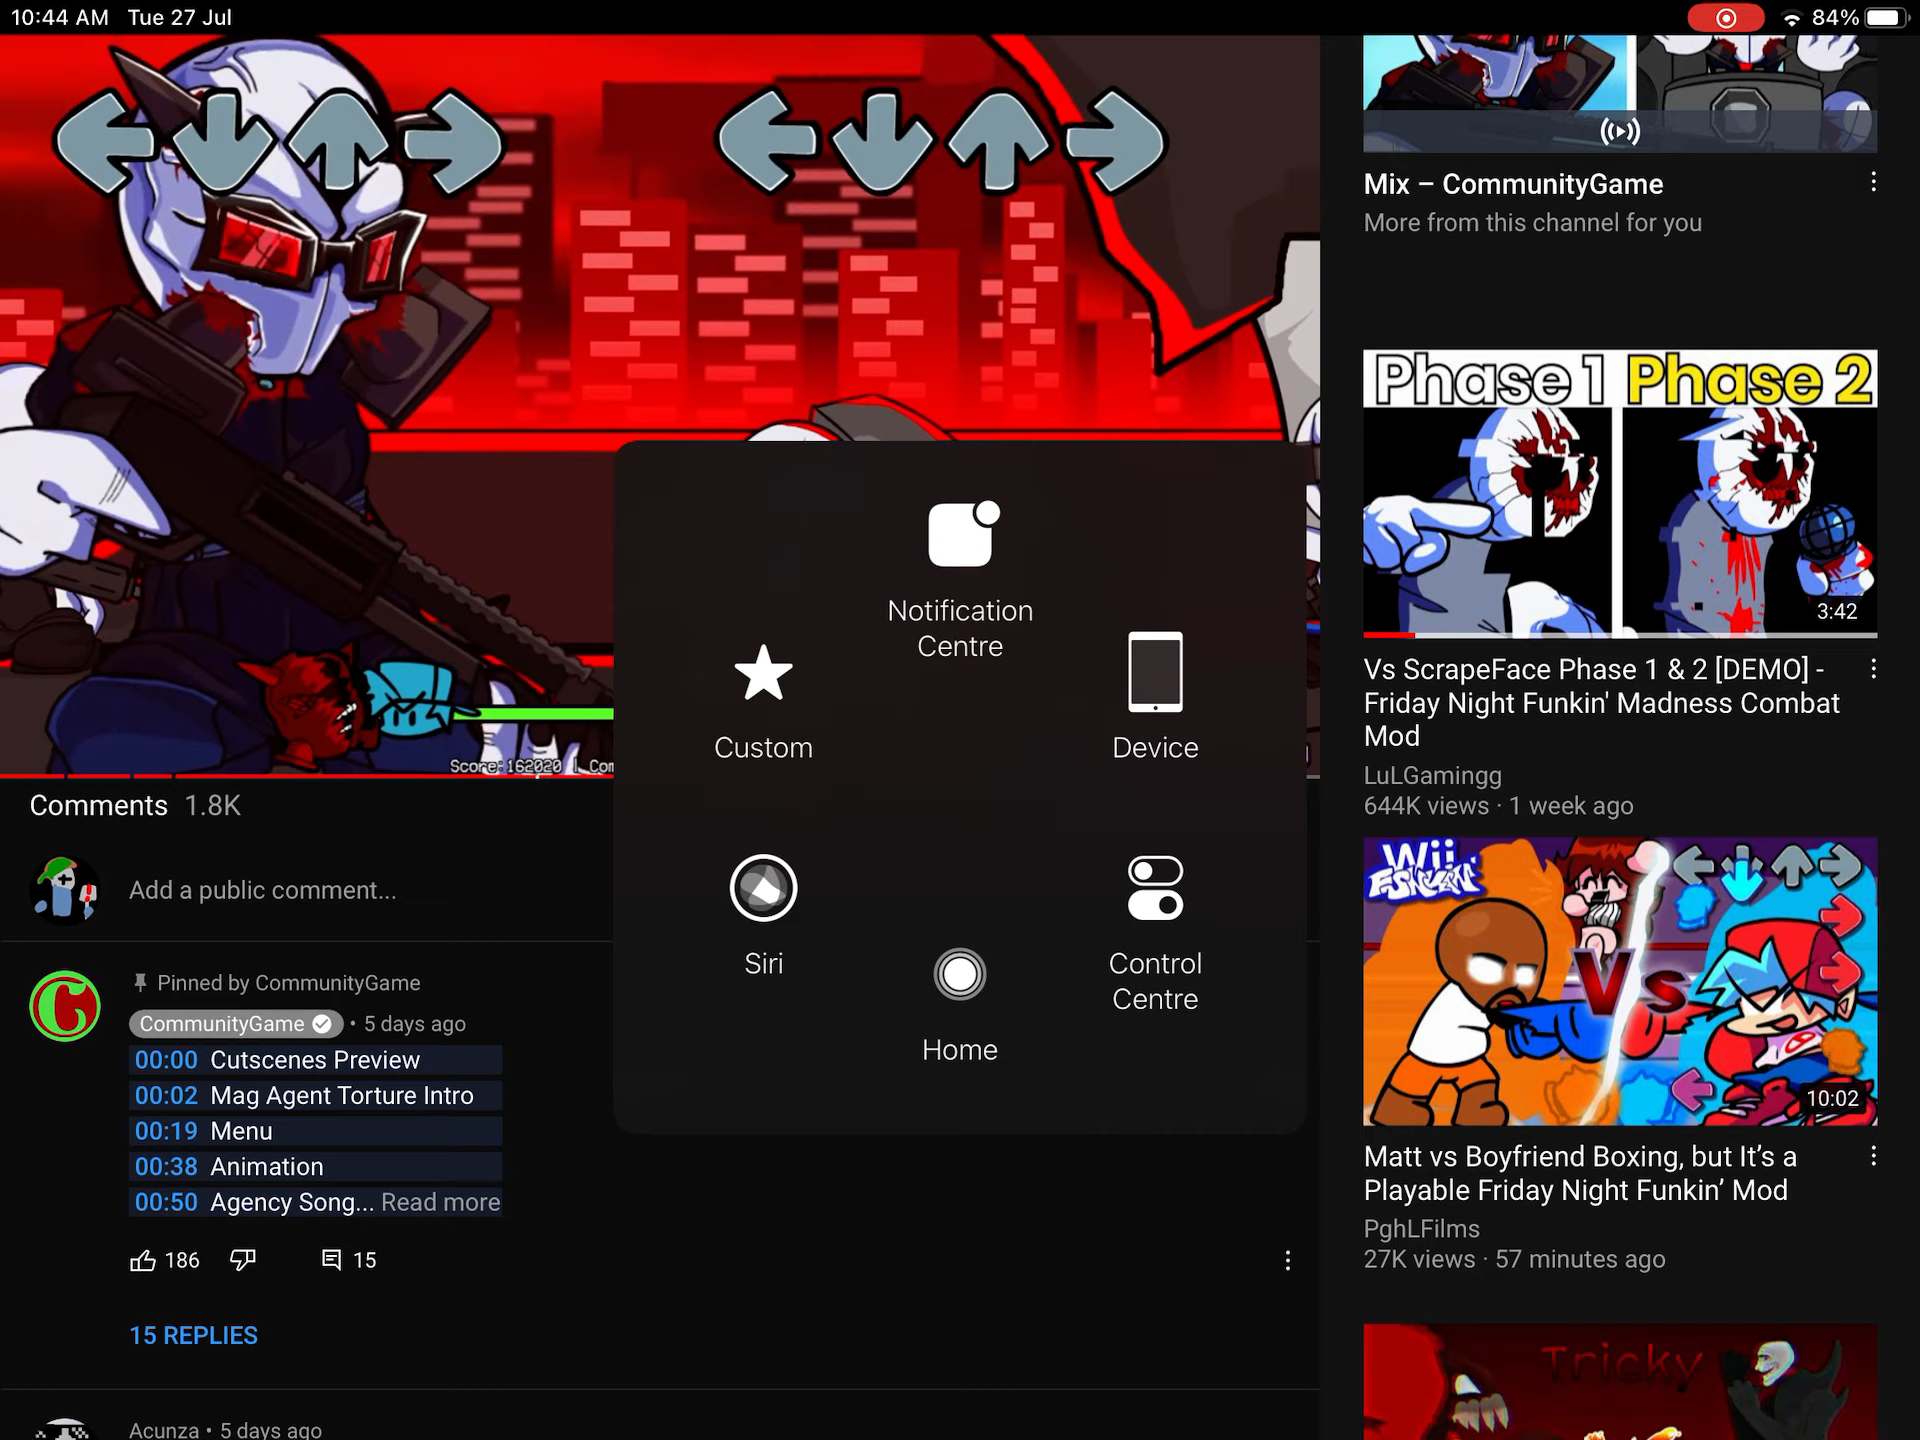 10:44 AM Tue 27 Jul
84%
Mix – CommunityGame
More from this channel for you
Phase 1 Phase 2
3:42
Vs ScrapeFace Phase 1 & 2 [DEMO] -
Friday Night Funkin' Madness Combat
Mod
LuLGamingg
644K views · 1 week ago
Wii
Vs
10:02
Matt vs Boyfriend Boxing, but It’s a
Playable Friday Night Funkin’ Mod
PghLFilms
27K views · 57 minutes ago
Tricky
Score:162020 | Com
Notification
Centre
Custom
Device
Siri
Control
Centre
Home
Comments 1.8K
Add a public comment...
Pinned by CommunityGame
CommunityGame • 5 days ago
00:00 Cutscenes Preview
00:02 Mag Agent Torture Intro
00:19 Menu
00:38 Animation
00:50 Agency Song... Read more
186 15
15 REPLIES
Acunza • 5 days ago